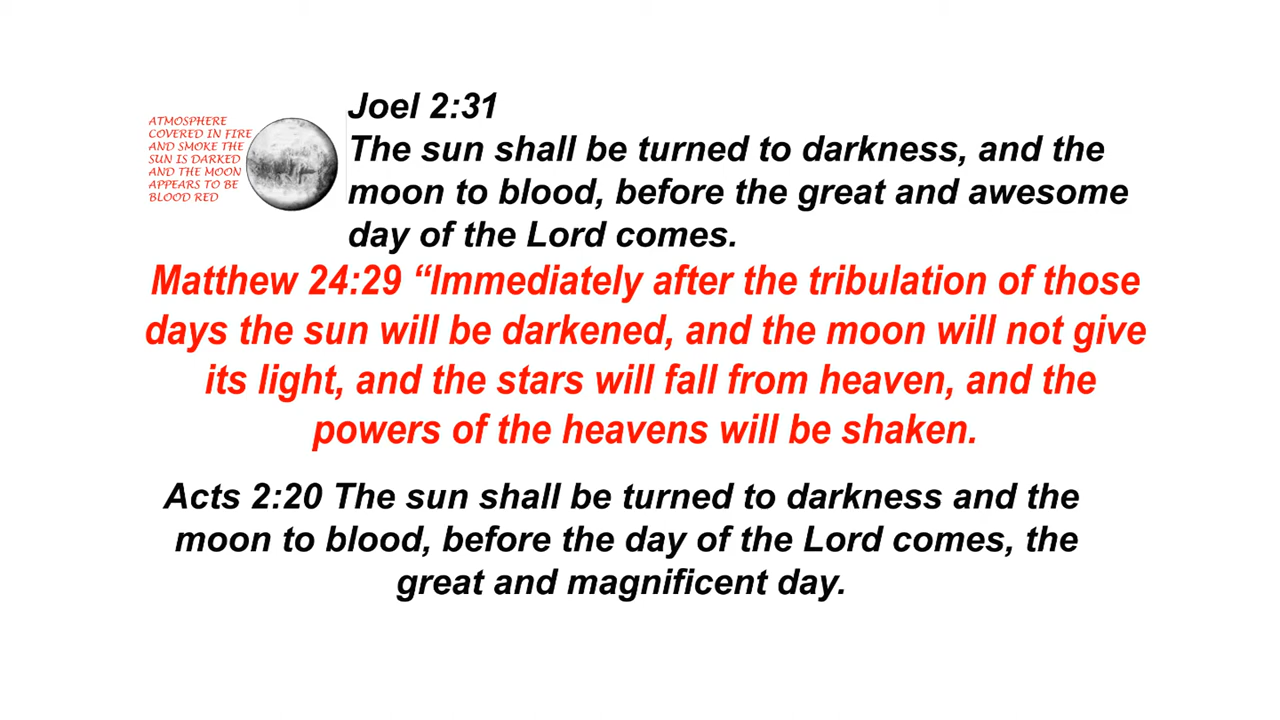 ATMOSPHERE
COVERED IN FIRE
AND SMOKE THE
SUN IS DARKED
AND THE MOON
APPEARS TO BE
BLOOD RED
Joel 2:31
The sun shall be turned to darkness, and the
moon to blood, before the great and awesome
day of the Lord comes.
Matthew 24:29 “Immediately after the tribulation of those
days the sun will be darkened, and the moon will not give
its light, and the stars will fall from heaven, and the
powers of the heavens will be shaken.
Acts 2:20 The sun shall be turned to darkness and the
moon to blood, before the day of the Lord comes, the
great and magnificent day.